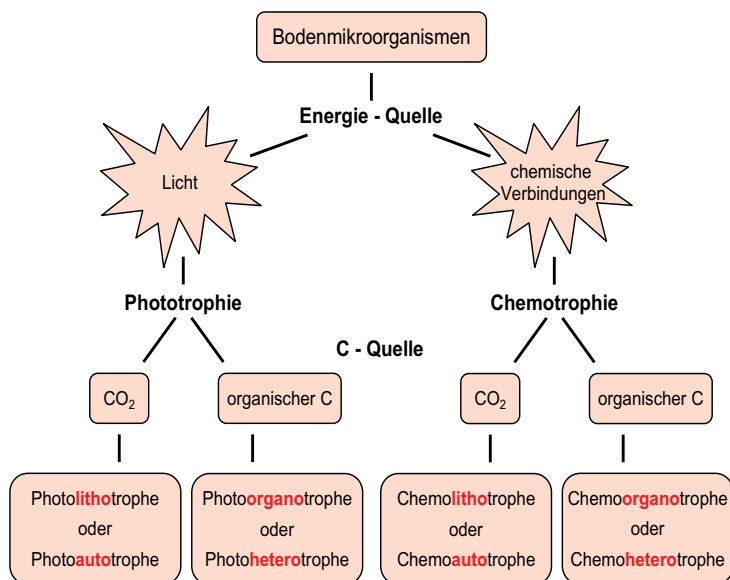 Bodenmikroorganismen
Energie - Quelle
Licht
chemische
Verbindungen
Phototrophie
Chemotrophie
C - Quelle
CO₂
organischer C
CO₂
organischer C
Photolithotrophe
oder
Photoautotrophe
Photoorganotrophe
oder
Photoheterotrophe
Chemolithotrophe
oder
Chemoautotrophe
Chemoorganotrophe
oder
Chemoheterotrophe